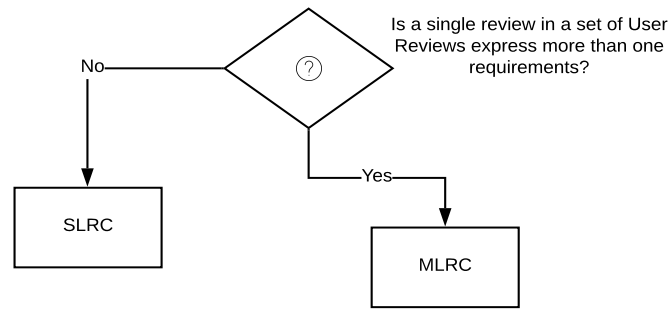 Is a single review in a set of User
Reviews express more than one
requirements?
No
?
Yes
SLRC
MLRC